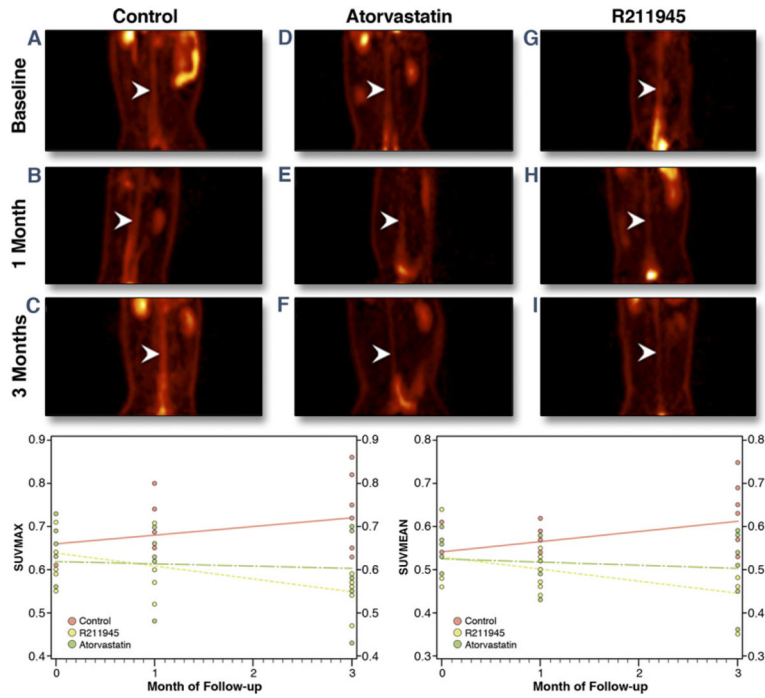 Control Atorvastatin R211945
Baseline
A D G
1 Month
B E H
3 Months
C F I
SUVMAX
0.9 0.9
0.8 0.8
0.7 0.7
0.6 0.6
0.5 0.5
0.4 0.4
Control
R211945
Atorvastatin
0 1 2 3
Month of Follow-up
SUVMEAN
0.8 0.8
0.7 0.7
0.6 0.6
0.5 0.5
0.4 0.4
0.3 0.3
Control
R211945
Atorvastatin
0 1 2 3
Month of Follow-up